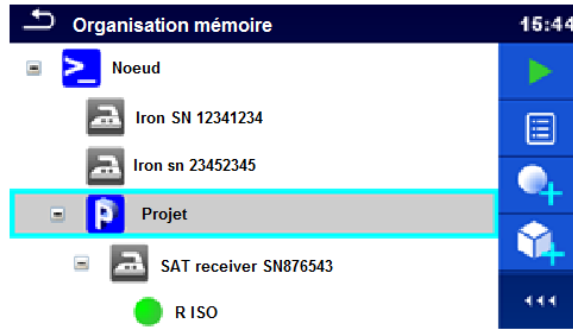 Organisation mémoire 15:44
Noeud
Iron SN 12341234
Iron sn 23452345
Projet
SAT receiver SN876543
R ISO